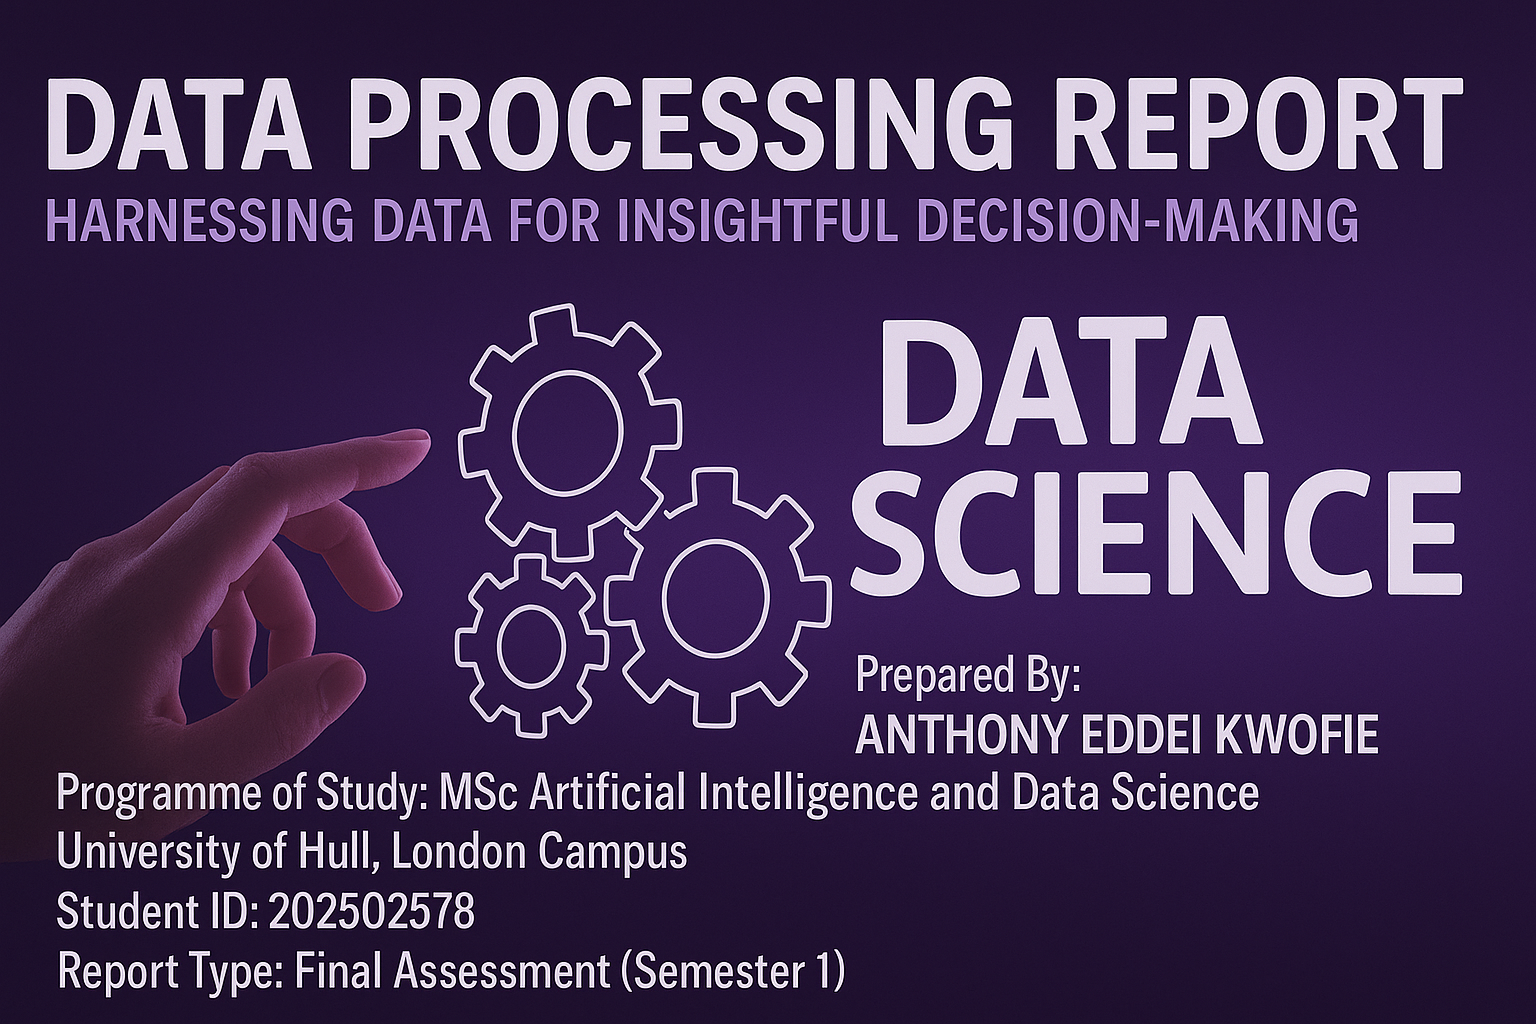 DATA PROCESSING REPORT
HARNESSING DATA FOR INSIGHTFUL DECISION-MAKING
DATA
SCIENCE
Prepared By:
ANTHONY EDDEI KWOFIE
Programme of Study: MSc Artificial Intelligence and Data Science
University of Hull, London Campus
Student ID: 202502578
Report Type: Final Assessment (Semester 1)